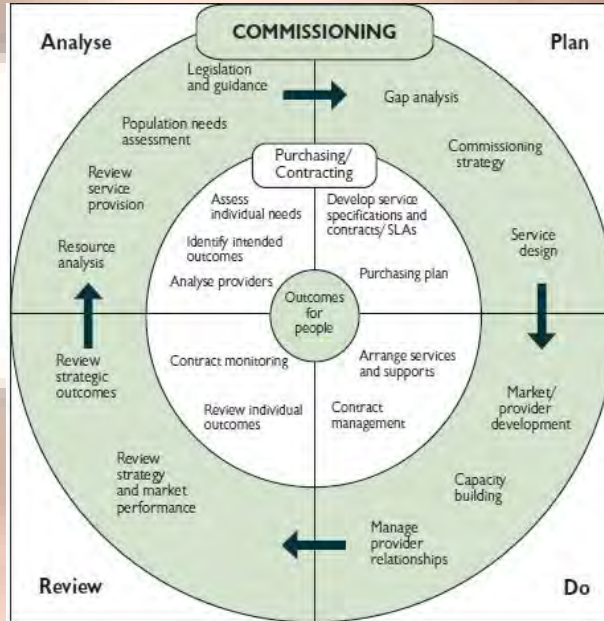 Analyse
COMMISSIONING
Plan
Legislation
and guidance
Gap analysis
Population needs
assessment
Commissioning
strategy
Purchasing/
Contracting
Review
service
provision
Assess
individual needs
Develop service
specifications and
contracts/SLAs
Identify intended
outcomes
Resource
analysis
Service
design
Analyse providers
Purchasing plan
Outcomes
for
people
Review
strategic
outcomes
Contract monitoring
Arrange services
and supports
Market/
provider
development
Review individual
outcomes
Contract
management
Review
strategy
and market
performance
Capacity
building
Manage
provider
relationships
Review
Do